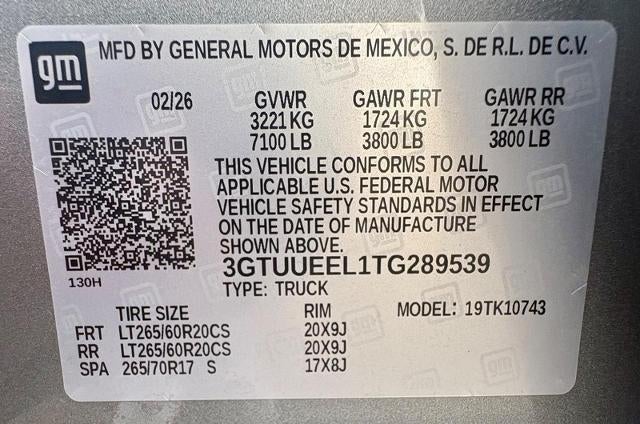 gm
MFD BY GENERAL MOTORS DE MEXICO, S. DE R.L. DE C.V.
02/26 GVWR GAWR FRT GAWR RR
3221 KG 1724 KG 1724 KG
7100 LB 3800 LB 3800 LB
THIS VEHICLE CONFORMS TO ALL
APPLICABLE U.S. FEDERAL MOTOR
VEHICLE SAFETY STANDARDS IN EFFECT
ON THE DATE OF MANUFACTURE
SHOWN ABOVE.
130H
3GTUUEEL1TG289539
TYPE: TRUCK
TIRE SIZE RIM MODEL: 19TK10743
FRT LT265/60R20CS 20X9J
RR LT265/60R20CS 20X9J
SPA 265/70R17 S 17X8J